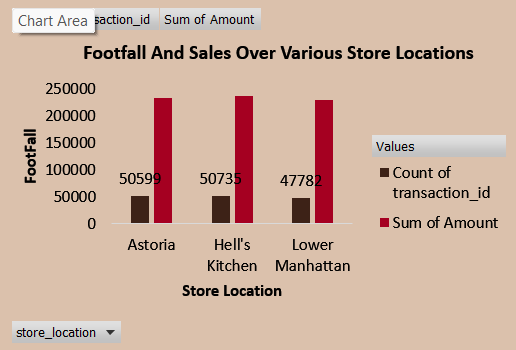 Chart Area
saction_id
Sum of Amount
Footfall And Sales Over Various Store Locations
FootFall
250000
200000
150000
100000
50000
0
50599
50735
47782
Astoria
Hell's
Kitchen
Lower
Manhattan
Store Location
Values
Count of
transaction_id
Sum of Amount
store_location